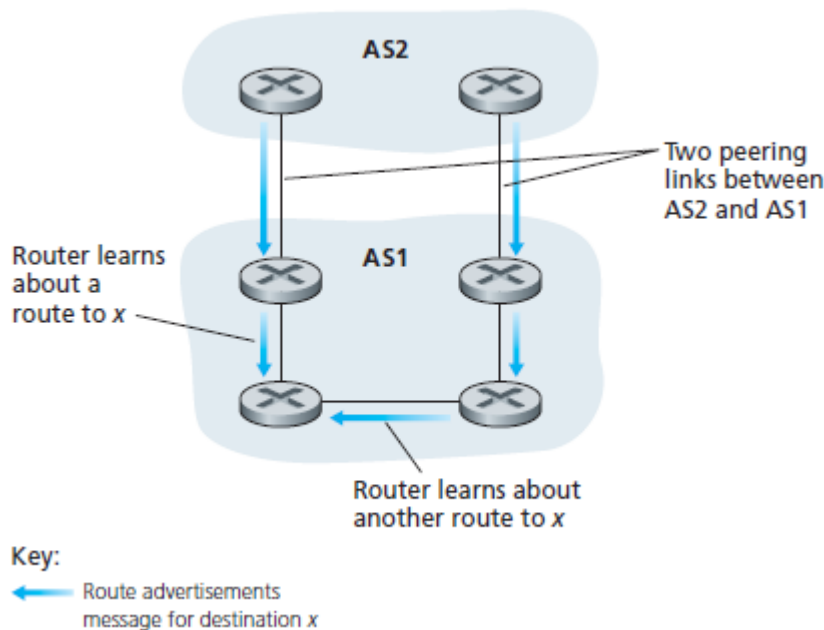 AS2
Two peering
links between
AS2 and AS1
AS1
Router learns
about a
route to x
Router learns about
another route to x
Key:
Route advertisements
message for destination x